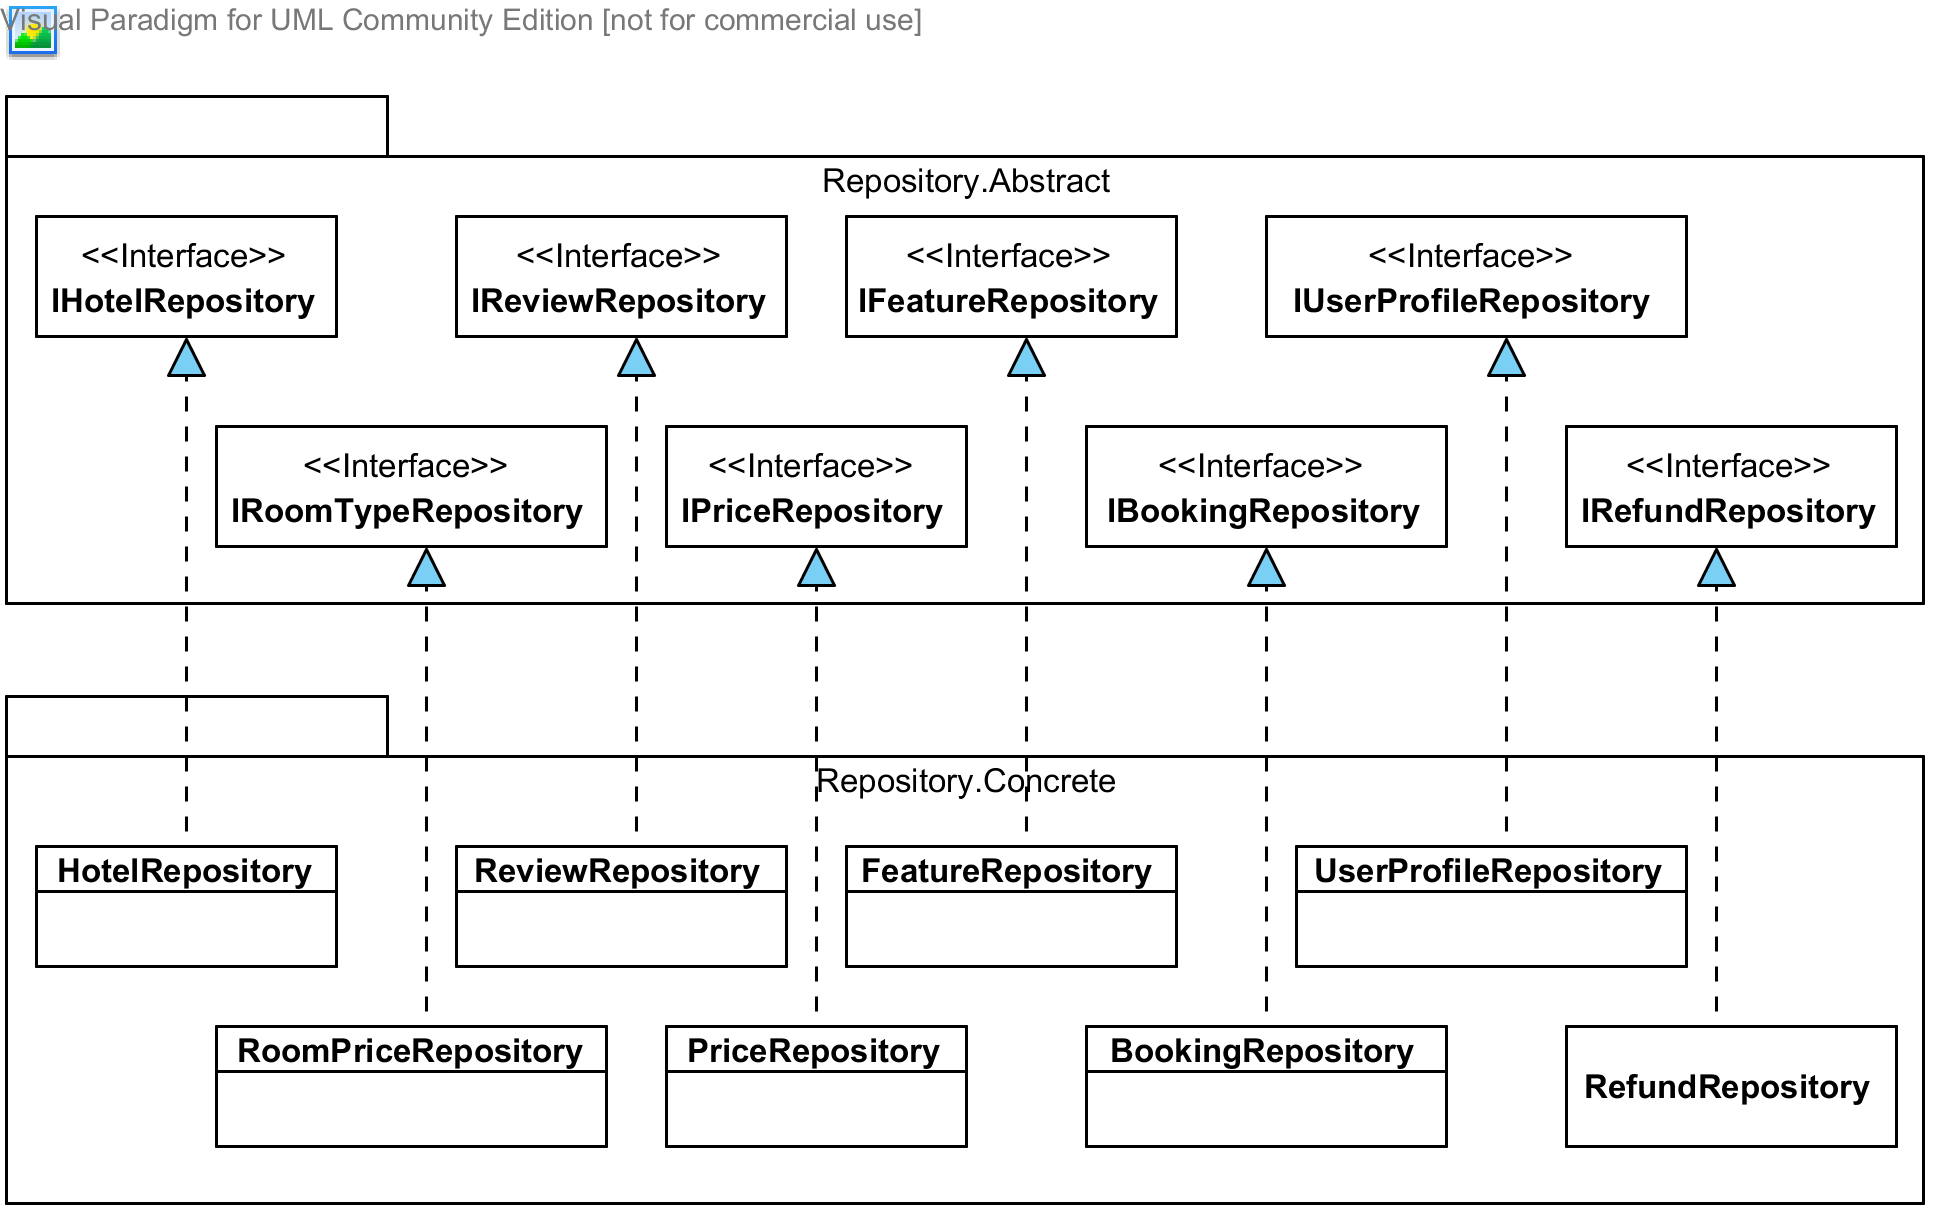 Visual Paradigm for UML Community Edition [not for commercial use]
Repository.Abstract
<<Interface>>
IHotelRepository
<<Interface>>
IReviewRepository
<<Interface>>
IFeatureRepository
<<Interface>>
IUserProfileRepository
<<Interface>>
IRoomTypeRepository
<<Interface>>
IPriceRepository
<<Interface>>
IBookingRepository
<<Interface>>
IRefundRepository
Repository.Concrete
HotelRepository
ReviewRepository
FeatureRepository
UserProfileRepository
RoomPriceRepository
PriceRepository
BookingRepository
RefundRepository